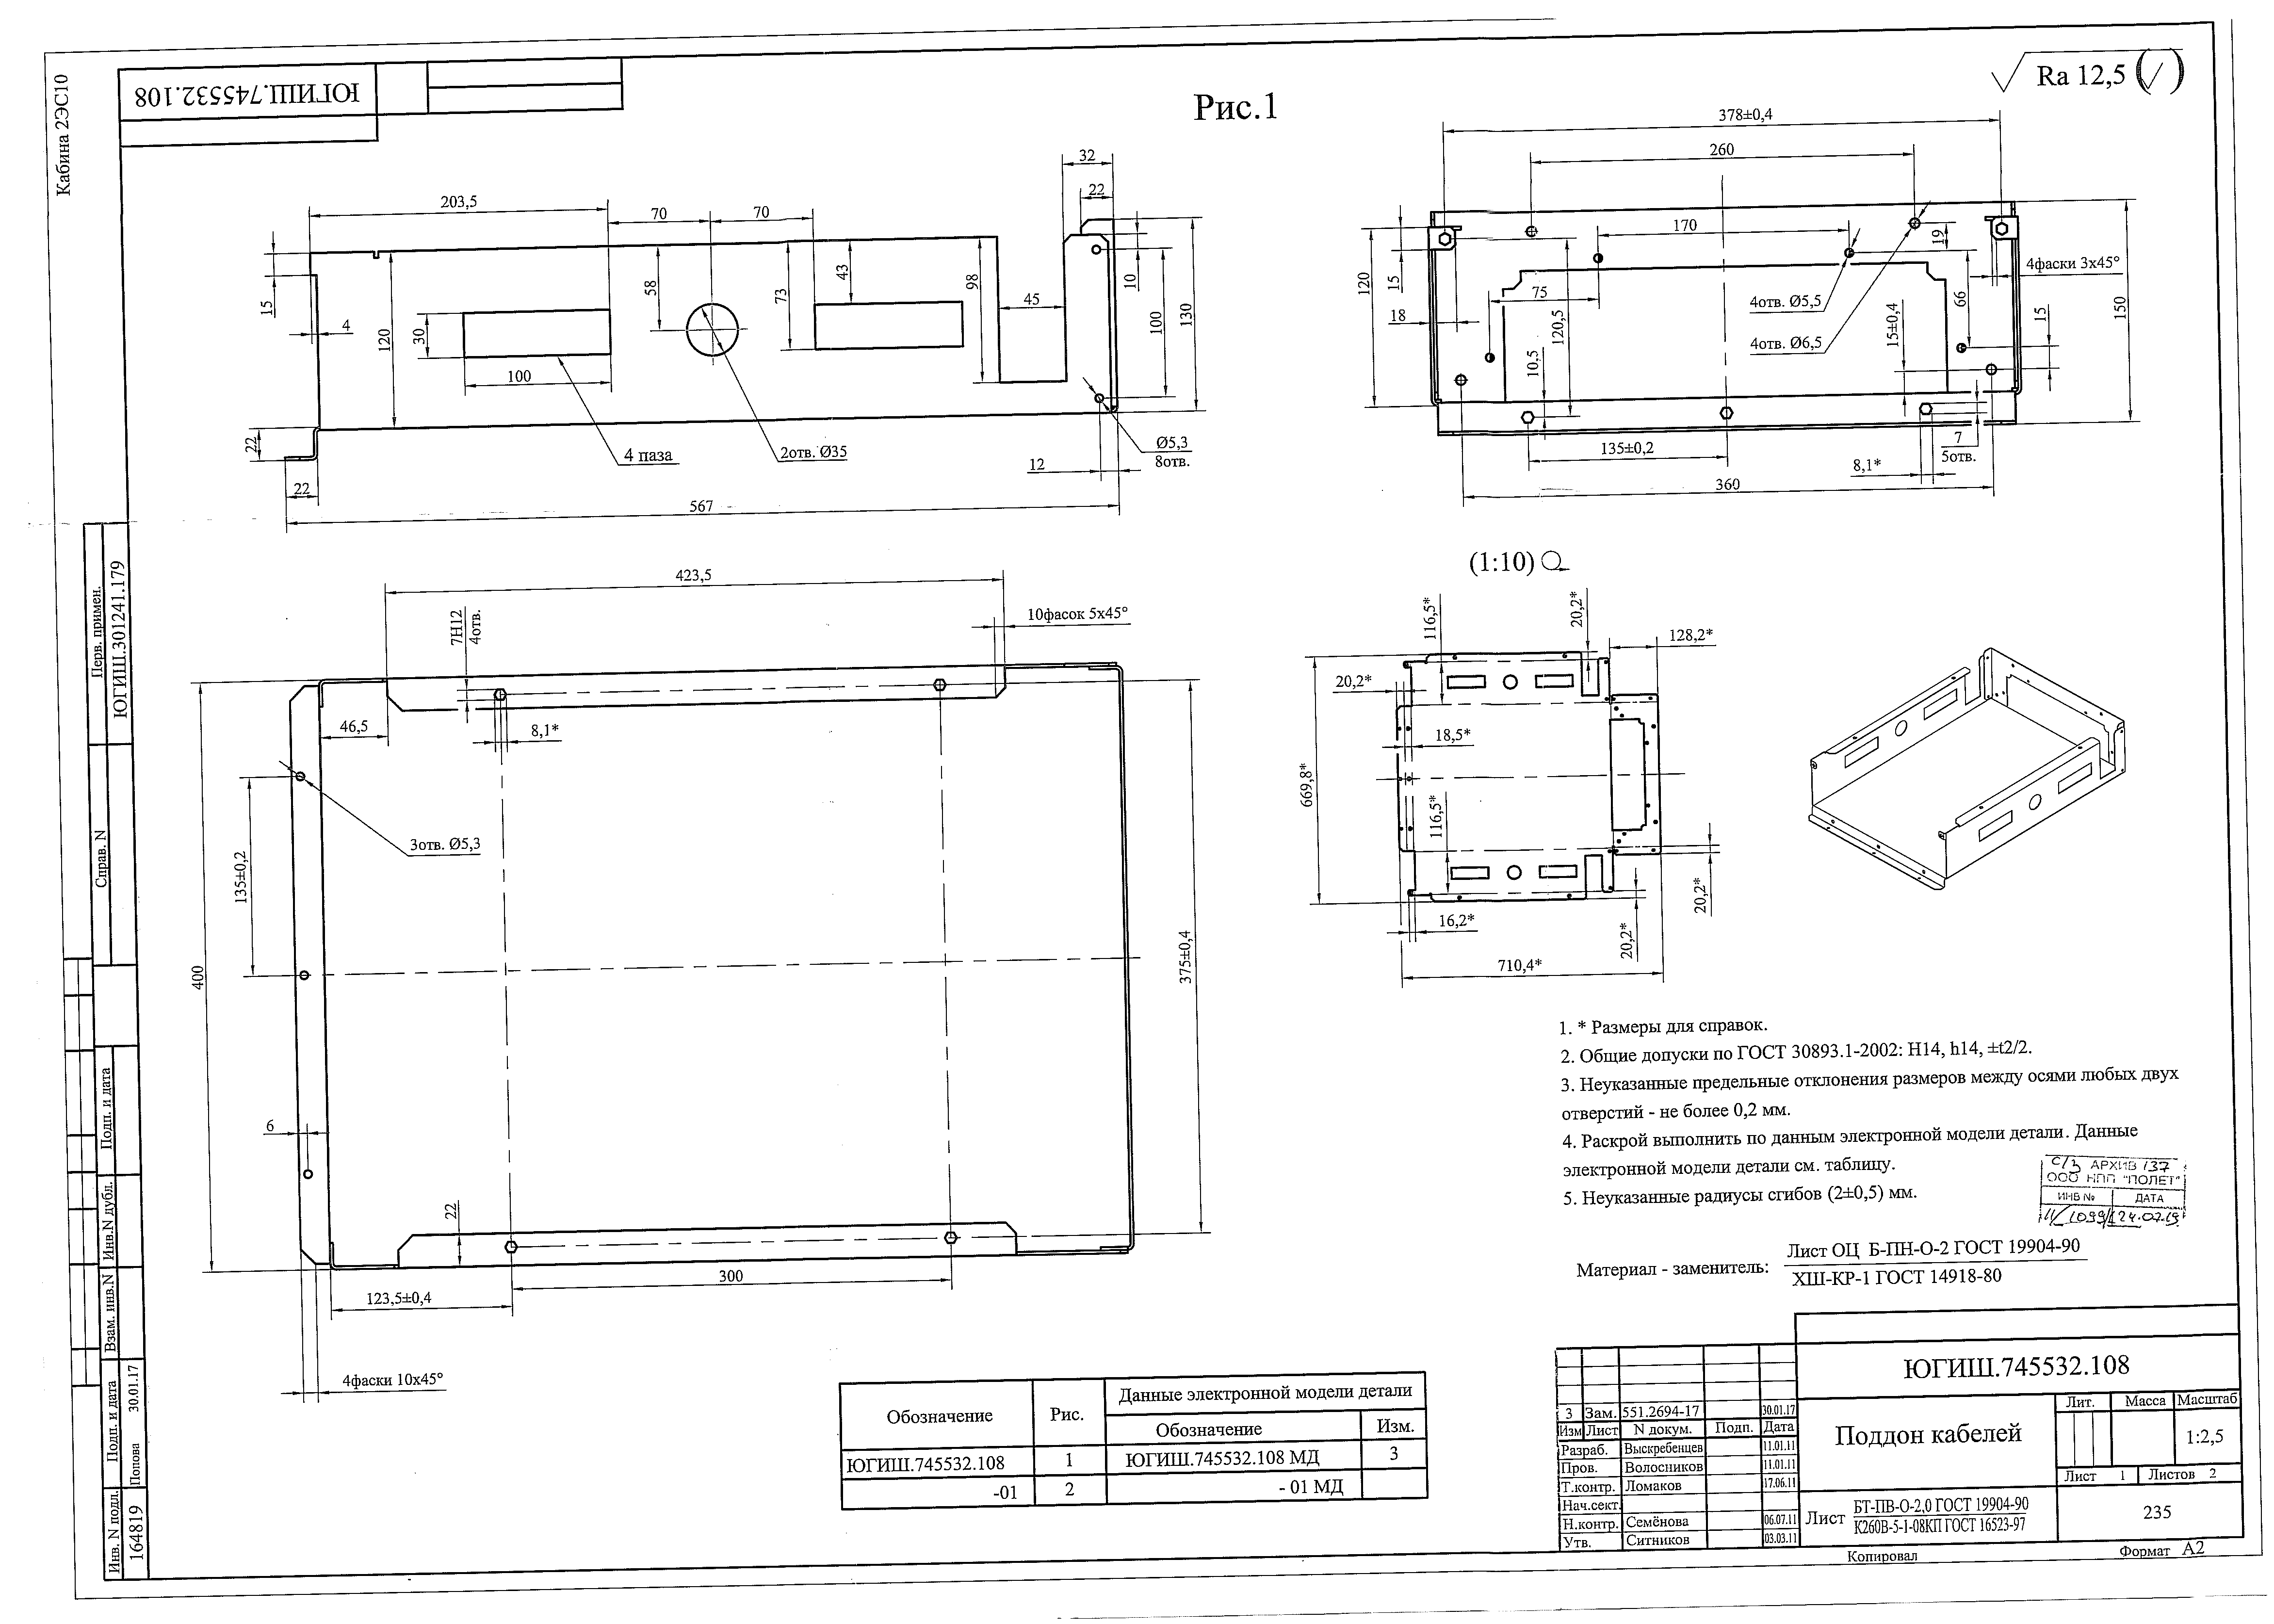 Кабина 2ЭС10
ЮГИШ.745532.108
Рис.1
Ra 12,5 (√)
203,5
70
70
32
22
15
4
120
30
100
58
73
43
98
45
10
100
130
22
22
4 паза
2отв. Ø35
12
Ø5,3
8отв.
567
378±0,4
260
170
19
120
15
18
75
120,5
10,5
4отв. Ø5,5
4отв. Ø6,5
15±0,4
66
15
150
4фаски 3x45°
135±0,2
8,1*
7
5отв.
360
423,5
7H12
4отв.
10фасок 5x45°
46,5
8,1*
3отв. Ø5,3
135±0,2
400
375±0,4
6
22
300
123,5±0,4
4фаски 10x45°
(1:10)
116,5*
20,2*
128,2*
20,2*
18,5*
669,8*
116,5*
16,2*
20,2*
20,2*
710,4*
1. * Размеры для справок.
2. Общие допуски по ГОСТ 30893.1-2002: H14, h14, ±t2/2.
3. Неуказанные предельные отклонения размеров между осями любых двух
отверстий - не более 0,2 мм.
4. Раскрой выполнить по данным электронной модели детали. Данные
электронной модели детали см. таблицу.
5. Неуказанные радиусы сгибов (2±0,5) мм.
АРХИВ 137
ООО НПП "ПОЛЕТ"
ИНВ № ДАТА
24.07.19
Лист ОЦ Б-ПН-О-2 ГОСТ 19904-90
Материал - заменитель:
ХШ-КР-1 ГОСТ 14918-80
Обозначение Рис. Данные электронной модели детали
Обозначение Изм.
ЮГИШ.745532.108 1 ЮГИШ.745532.108 МД 3
-01 2 - 01 МД
ЮГИШ.745532.108
3 Зам. 551.2694-17 30.01.17
Изм Лист N докум. Подп. Дата
Разраб. Выскребенцев 11.01.11
Пров. Волосников 11.01.11
Т.контр. Ломаков 17.06.11
Нач.сект.
Н.контр. Семёнова 06.07.11
Утв. Ситников 03.03.11
Поддон кабелей
Лит. Масса Масштаб
1:2,5
Лист 1 Листов 2
Лист БТ-ПВ-О-2,0 ГОСТ 19904-90
К260В-5-1-08КП ГОСТ 16523-97
235
Копировал
Формат А2
Перв. примен.
ЮГИШ.301241.179
Справ. N
Подп. и дата
Инв.N дубл.
Взам. инв.N
Подп. и дата
Попова 30.01.17
Инв. N подл.
164819